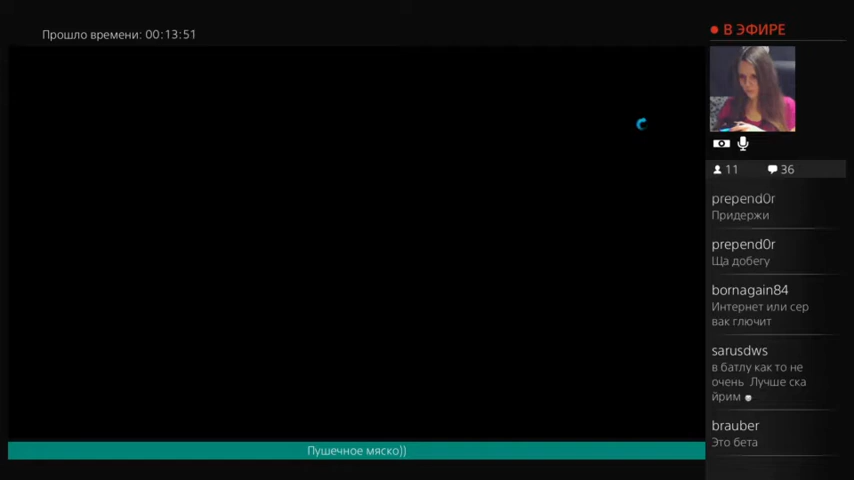 Прошло времени: 00:13:51
В ЭФИРЕ
11 36
prepend0r
Придержи
prepend0r
Ща добегу
bornagain84
Интернет или сер
вак глючит
sarusdws
в батлу как то не
очень Лучше ска
йрим
brauber
Это бета
Пушечное мяско))